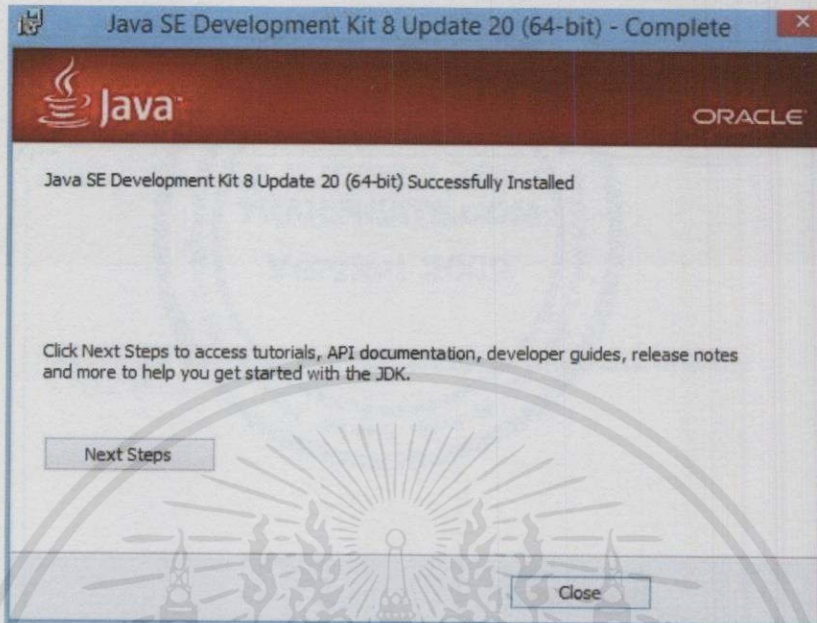 Java SE Development Kit 8 Update 20 (64-bit) - Complete
Java
ORACLE
Java SE Development Kit 8 Update 20 (64-bit) Successfully Installed
Click Next Steps to access tutorials, API documentation, developer guides, release notes
and more to help you get started with the JDK.
Next Steps
Close